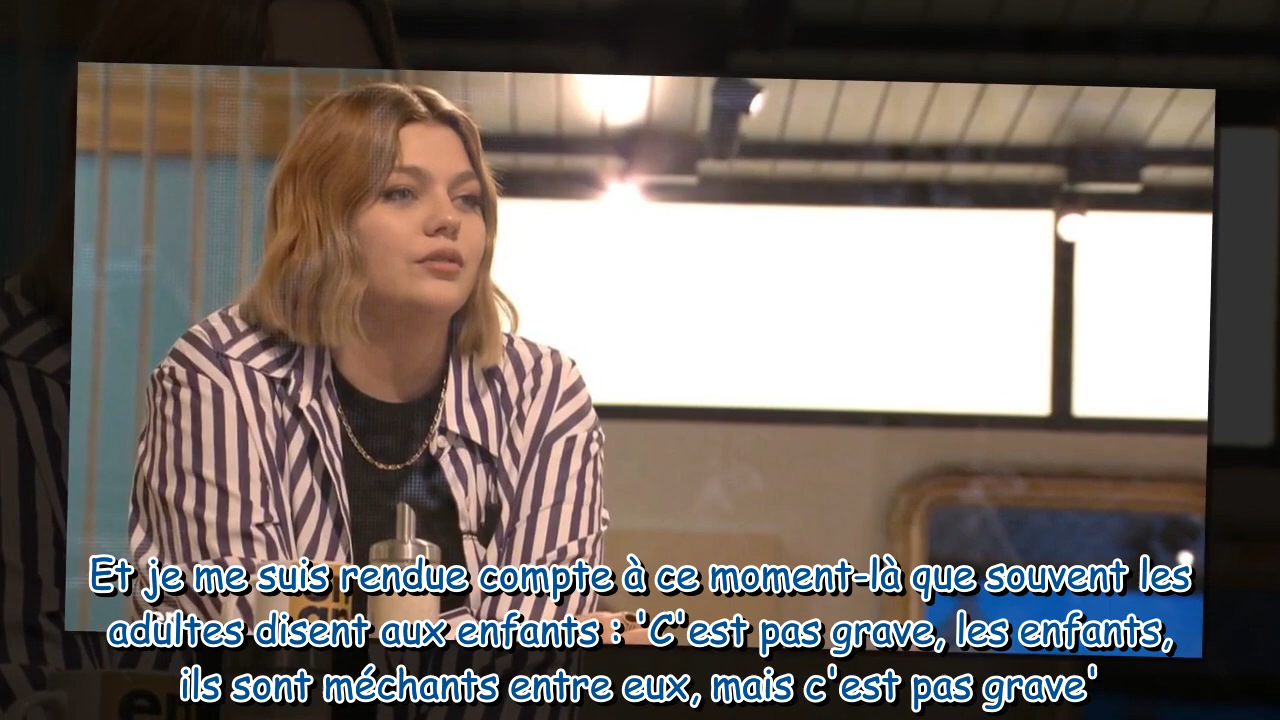 Et je me suis rendue compte à ce moment-là que souvent les
adultes disent aux enfants : 'C'est pas grave, les enfants,
ils sont méchants entre eux, mais c'est pas grave'